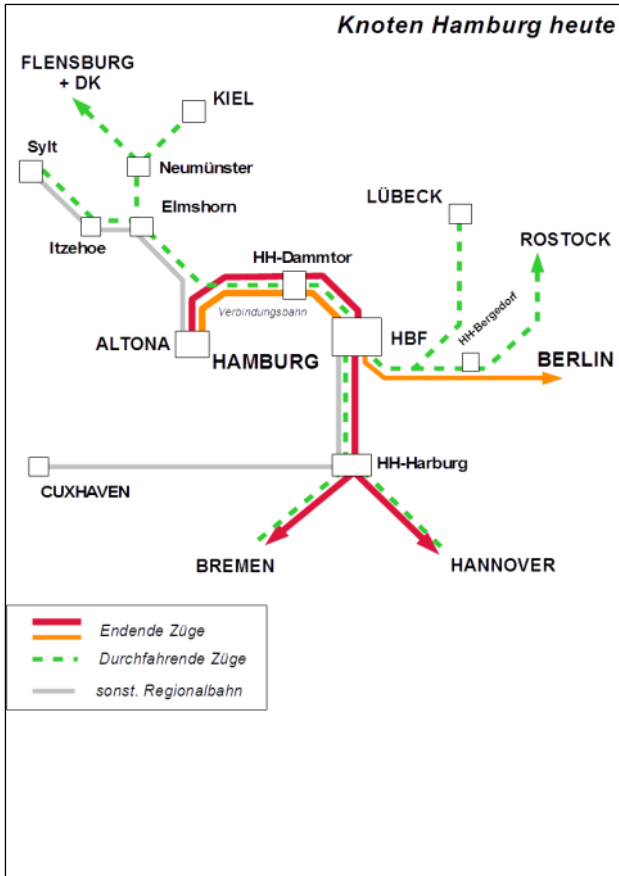 Knoten Hamburg heute
FLENSBURG
+ DK
KIEL
Sylt
Neumünster
Elmshorn
LÜBECK
Itzehoe
ROSTOCK
HH-Dammtor
HH-Bergedorf
Verbindungsbahn
ALTONA
HAMBURG
HBF
BERLIN
HH-Harburg
CUXHAVEN
BREMEN
HANNOVER
Endende Züge
Durchfahrende Züge
sonst. Regionalbahn